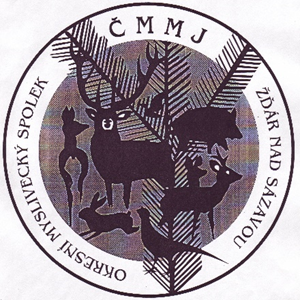 ČMMJ
OKRESNÍ MYSLIVECKÝ SPOLEK
ŽĎÁR NAD SÁZAVOU